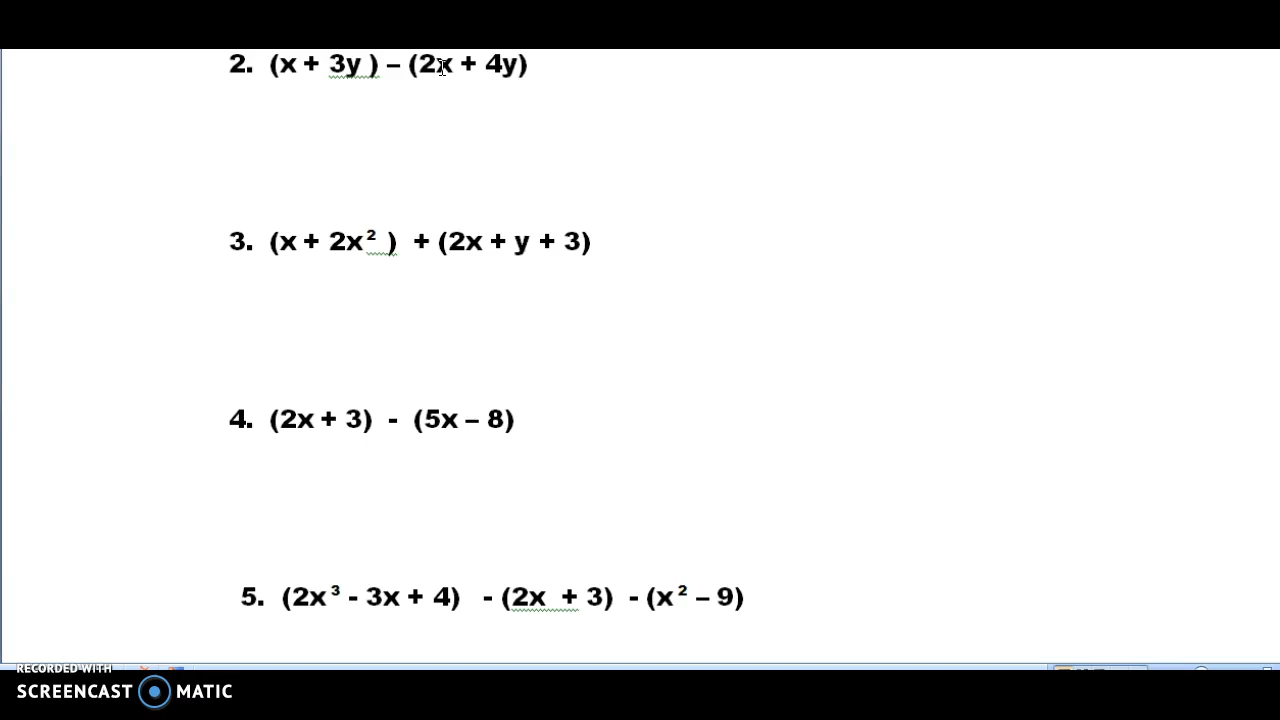 2. (x + 3y ) – (2x + 4y)
3. (x + 2x² ) + (2x + y + 3)
4. (2x + 3) - (5x – 8)
5. (2x³ - 3x + 4) - (2x + 3) - (x² – 9)
RECORDED WITH
SCREENCAST MATIC